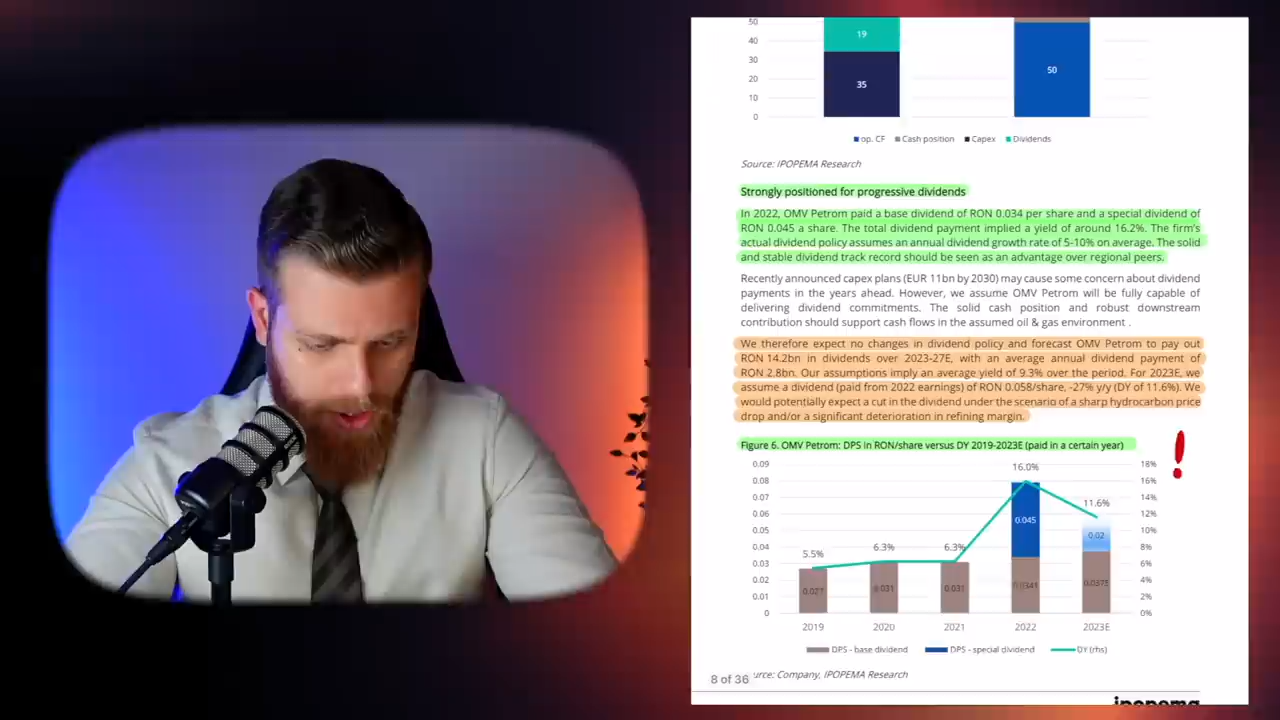 50
40
30
20
10
0
19
35
50
op. CF Cash position Capex Dividends
Source: IPOPEMA Research
Strongly positioned for progressive dividends
In 2022, OMV Petrom paid a base dividend of RON 0.034 per share and a special dividend of
RON 0.045 a share. The total dividend payment implied a yield of around 16.2%. The firm's
actual dividend policy assumes an annual dividend growth rate of 5-10% on average. The solid
and stable dividend track record should be seen as an advantage over regional peers.
Recently announced capex plans (EUR 11bn by 2030) may cause some concern about dividend
payments in the years ahead. However, we assume OMV Petrom will be fully capable of
delivering dividend commitments. The solid cash position and robust downstream
contribution should support cash flows in the assumed oil & gas environment .
We therefore expect no changes in dividend policy and forecast OMV Petrom to pay out
RON 14.2bn in dividends over 2023-27E, with an average annual dividend payment of
RON 2.8bn. Our assumptions imply an average yield of 9.3% over the period. For 2023E, we
assume a dividend (paid from 2022 earnings) of RON 0.058/share, -27% y/y (DY of 11.6%). We
would potentially expect a cut in the dividend under the scenario of a sharp hydrocarbon price
drop and/or a significant deterioration in refining margin.
Figure 6. OMV Petrom: DPS in RON/share versus DY 2019-2023E (paid in a certain year)
!
0.09
0.08
0.07
0.06
0.05
0.04
0.03
0.02
0.01
0
5.5%
6.3%
6.3%
16.0%
11.6%
0.027
0.031
0.031
0.045
0.0341
0.02
0.0375
18%
16%
14%
12%
10%
8%
6%
4%
2%
0%
2019 2020 2021 2022 2023E
DPS - base dividend DPS - special dividend DY (rhs)
8 of 36
Company, IPOPEMA Research
ipopema